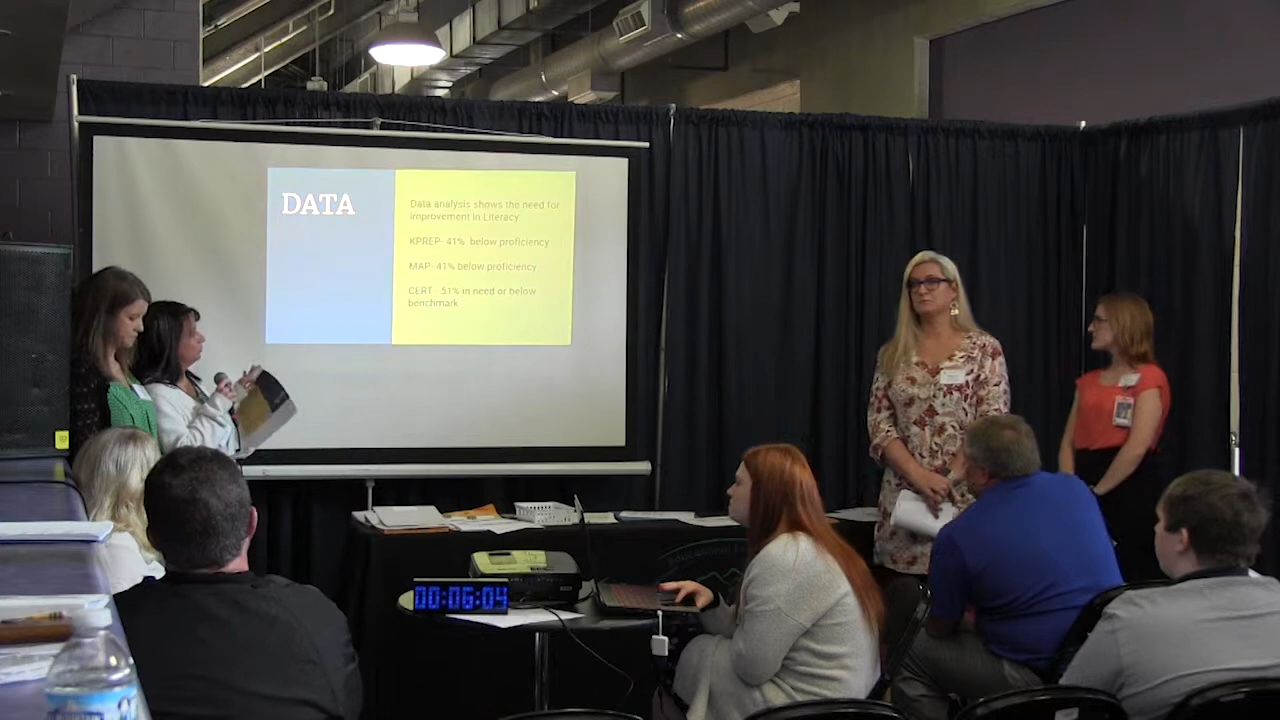 DATA
Data analysis shows the need for
improvement in Literacy:
KPREP- 41% below proficiency
MAP- 41% below proficiency
CERT - 51% in need or below
benchmark
00:06:04